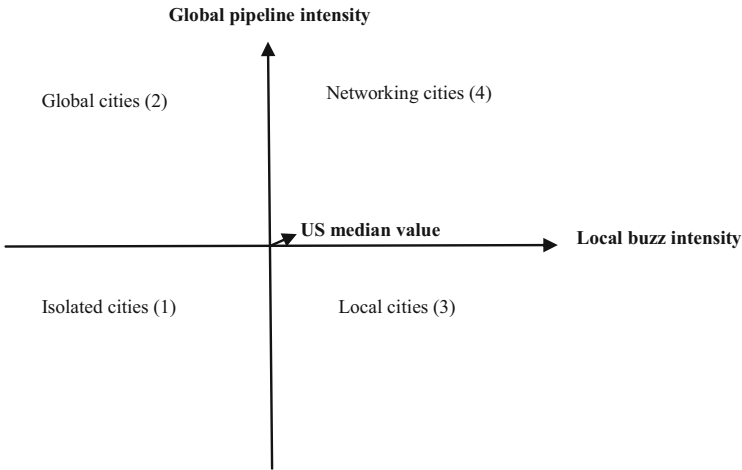 Global pipeline intensity
Global cities (2)
Networking cities (4)
US median value
Local buzz intensity
Isolated cities (1)
Local cities (3)